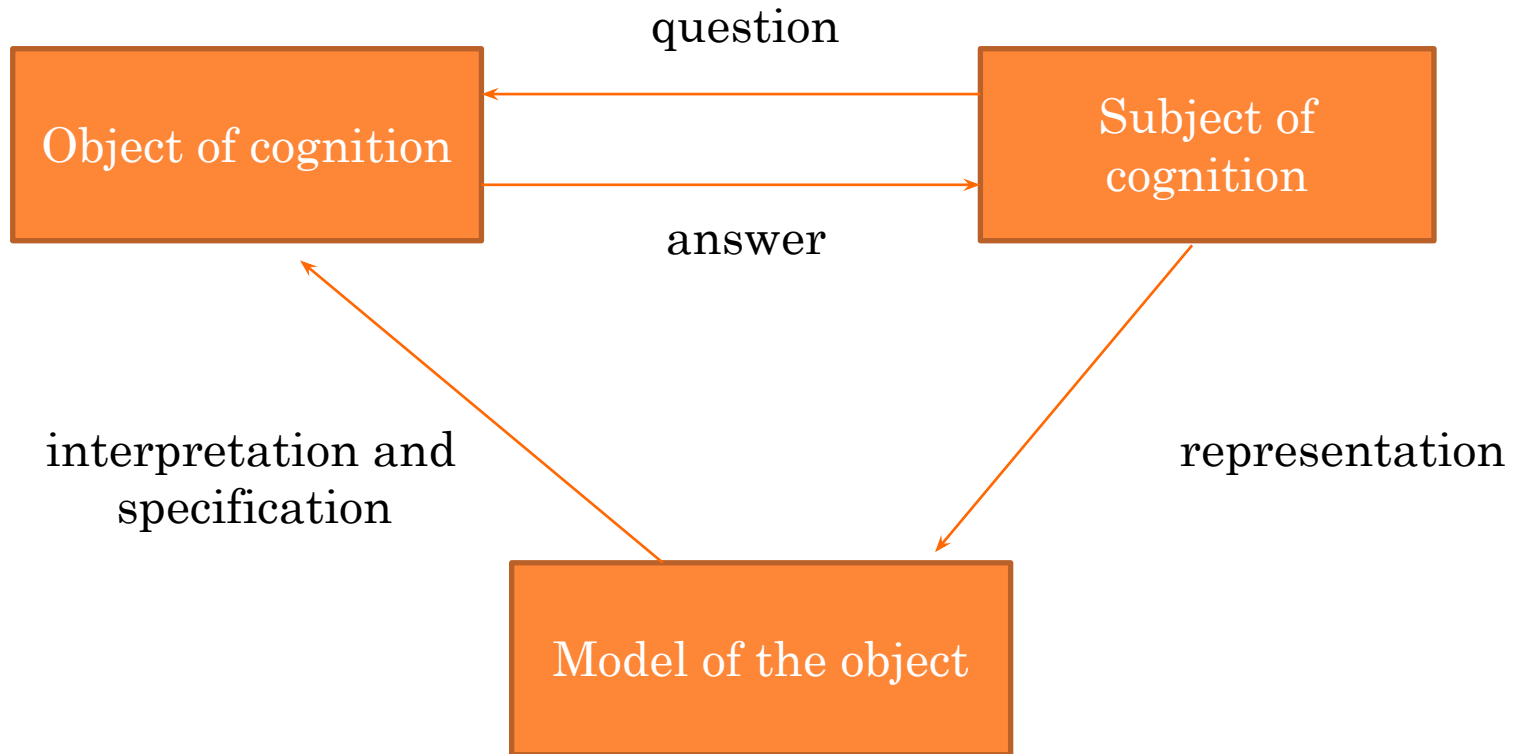 question
Object of cognition
Subject of
cognition
answer
interpretation and
specification
representation
Model of the object